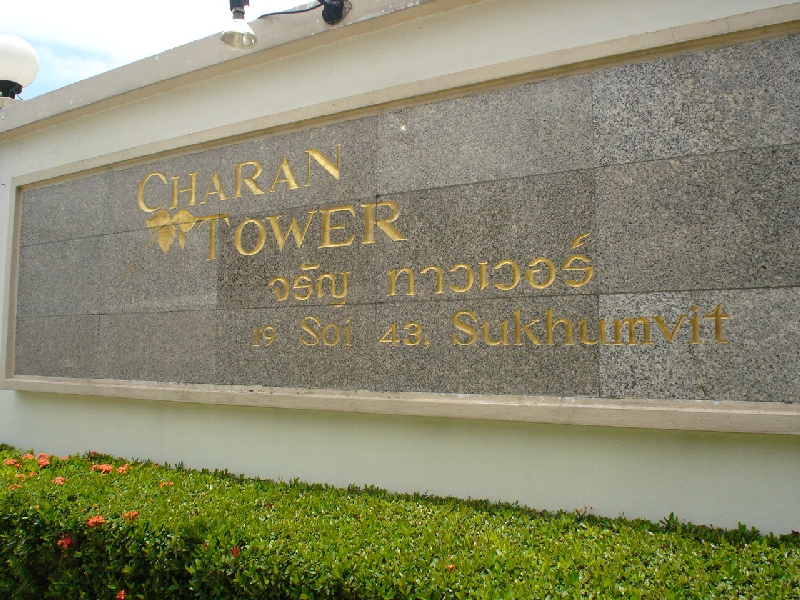 CHARAN
TOWER
จรัญ ทาวเวอร์
19 Soi 43, Sukhumvit